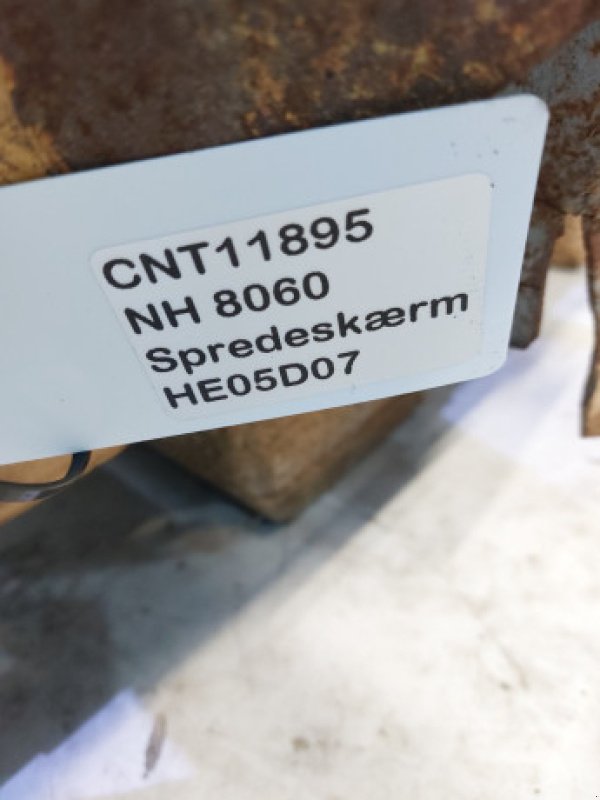 CNT11895
NH 8060
Spredeskærm
HE05D07